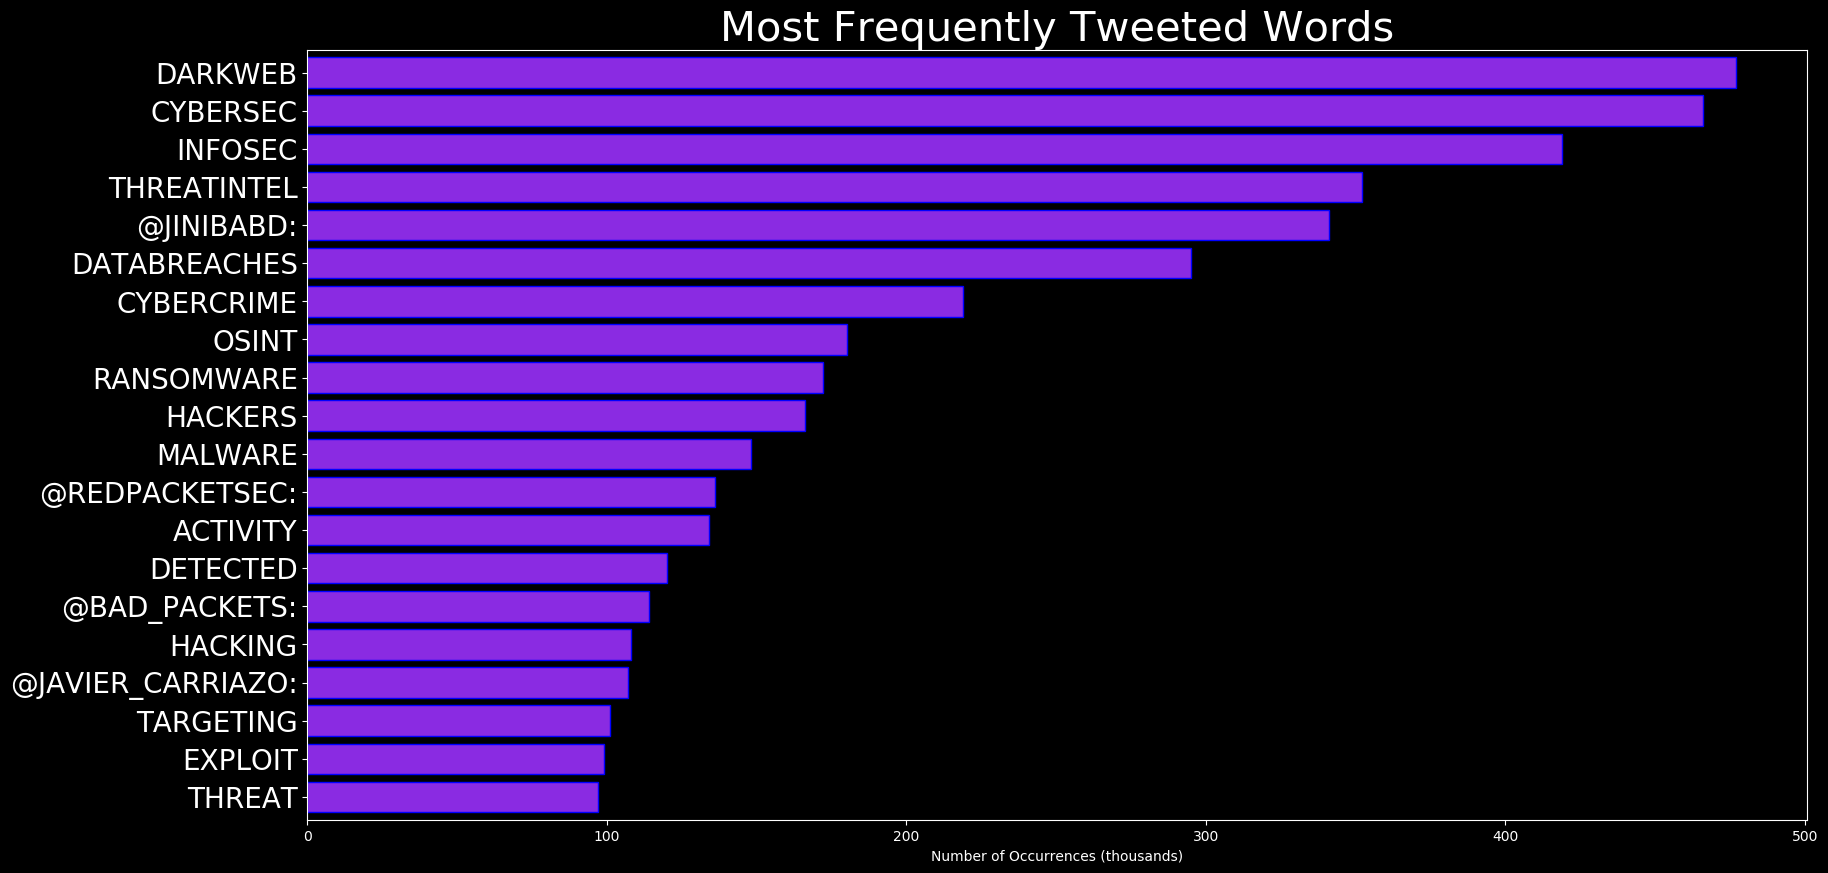 Most Frequently Tweeted Words
DARKWEB
CYBERSEC
INFOSEC
THREATINTEL
@JINIBABD:
DATABREACHES
CYBERCRIME
OSINT
RANSOMWARE
HACKERS
MALWARE
@REDPACKETSEC:
ACTIVITY
DETECTED
@BAD_PACKETS:
HACKING
@JAVIER_CARRIAZO:
TARGETING
EXPLOIT
THREAT
0 100 200 300 400 500
Number of Occurrences (thousands)